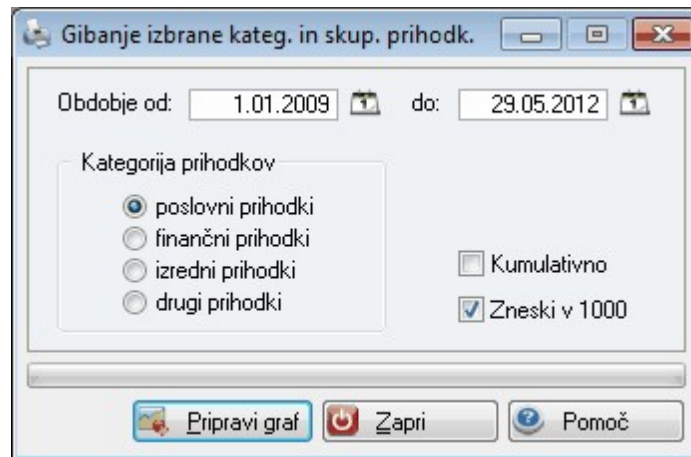 Gibanje izbrane kateg. in skup. prihodk.
Obdobje od: 1.01.2009 do: 29.05.2012
Kategorija prihodkov
poslovni prihodki
finančni prihodki
izredni prihodki
drugi prihodki
Kumulativno
Zneski v 1000
Pripravi graf Zapri Pomoč